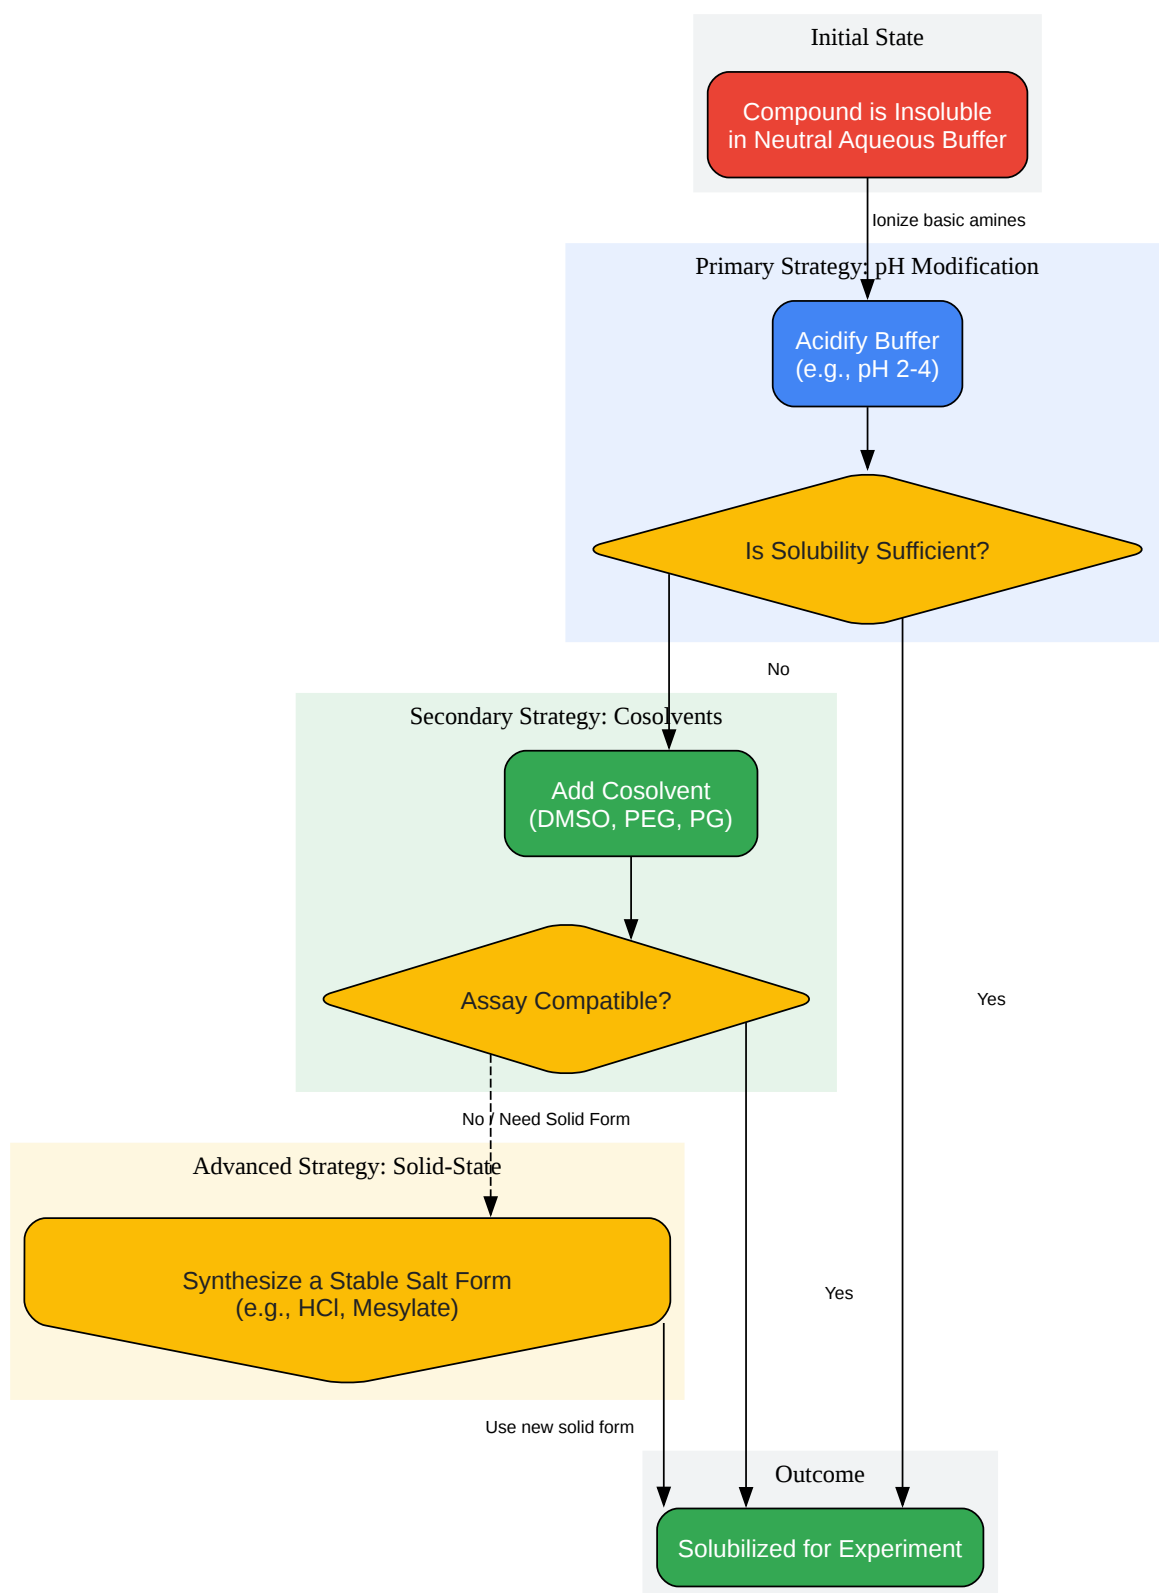 Initial State
Compound is Insoluble
in Neutral Aqueous Buffer
Ionize basic amines
Primary Strategy: pH Modification
Acidify Buffer
(e.g., pH 2-4)
Is Solubility Sufficient?
No
Secondary Strategy: Cosolvents
Add Cosolvent
(DMSO, PEG, PG)
Assay Compatible?
Yes
No / Need Solid Form
Advanced Strategy: Solid-State
Synthesize a Stable Salt Form
(e.g., HCl, Mesylate)
Yes
Use new solid form
Outcome
Solubilized for Experiment